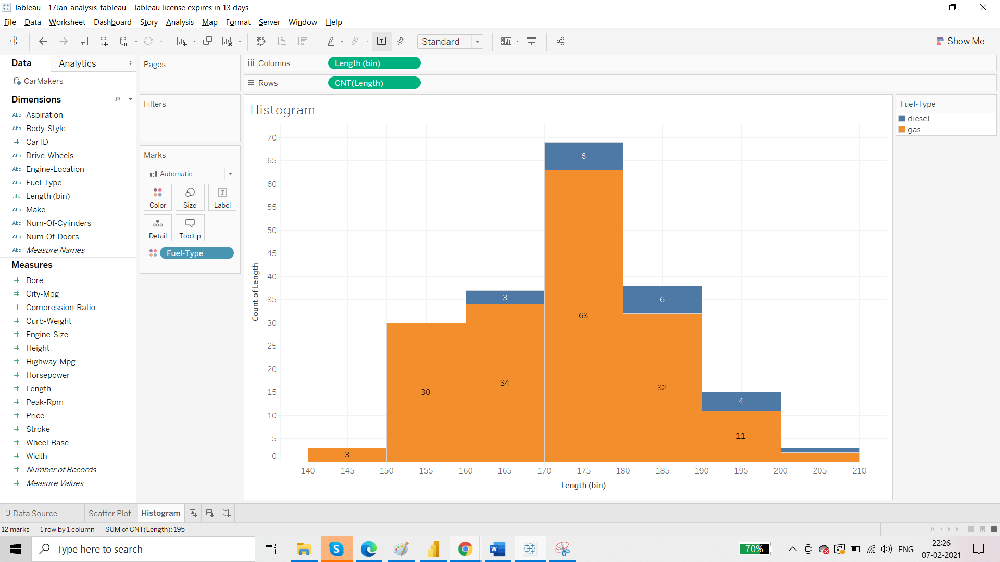 Tableau - 17Jan-analysis-tableau - Tableau license expires in 13 days
File Data Worksheet Dashboard Story Analysis Map Format Server Window Help
Standard
Show Me
Data Analytics
CarMakers
Dimensions
Abc Aspiration
Abc Body-Style
# Car ID
Abc Drive-Wheels
Abc Engine-Location
Abc Fuel-Type
Length (bin)
Abc Make
Abc Num-Of-Cylinders
Abc Num-Of-Doors
Abc Measure Names
Measures
# Bore
# City-Mpg
# Compression-Ratio
# Curb-Weight
# Engine-Size
# Height
# Highway-Mpg
# Horsepower
# Length
# Peak-Rpm
# Price
# Stroke
# Wheel-Base
# Width
=# Number of Records
# Measure Values
Pages
Filters
Marks
Automatic
Color Size Label
Detail Tooltip
Fuel-Type
Columns Length (bin)
Rows CNT(Length)
Histogram
Count of Length
70
65
60
55
50
45
40
35
30
25
20
15
10
5
0
3
30
3
34
6
63
6
32
4
11
140 145 150 155 160 165 170 175 180 185 190 195 200 205 210
Length (bin)
Fuel-Type
diesel
gas
Data Source Scatter Plot Histogram
12 marks 1 row by 1 column SUM of CNT(Length): 195
Type here to search
70%
ENG
22:26
07-02-2021